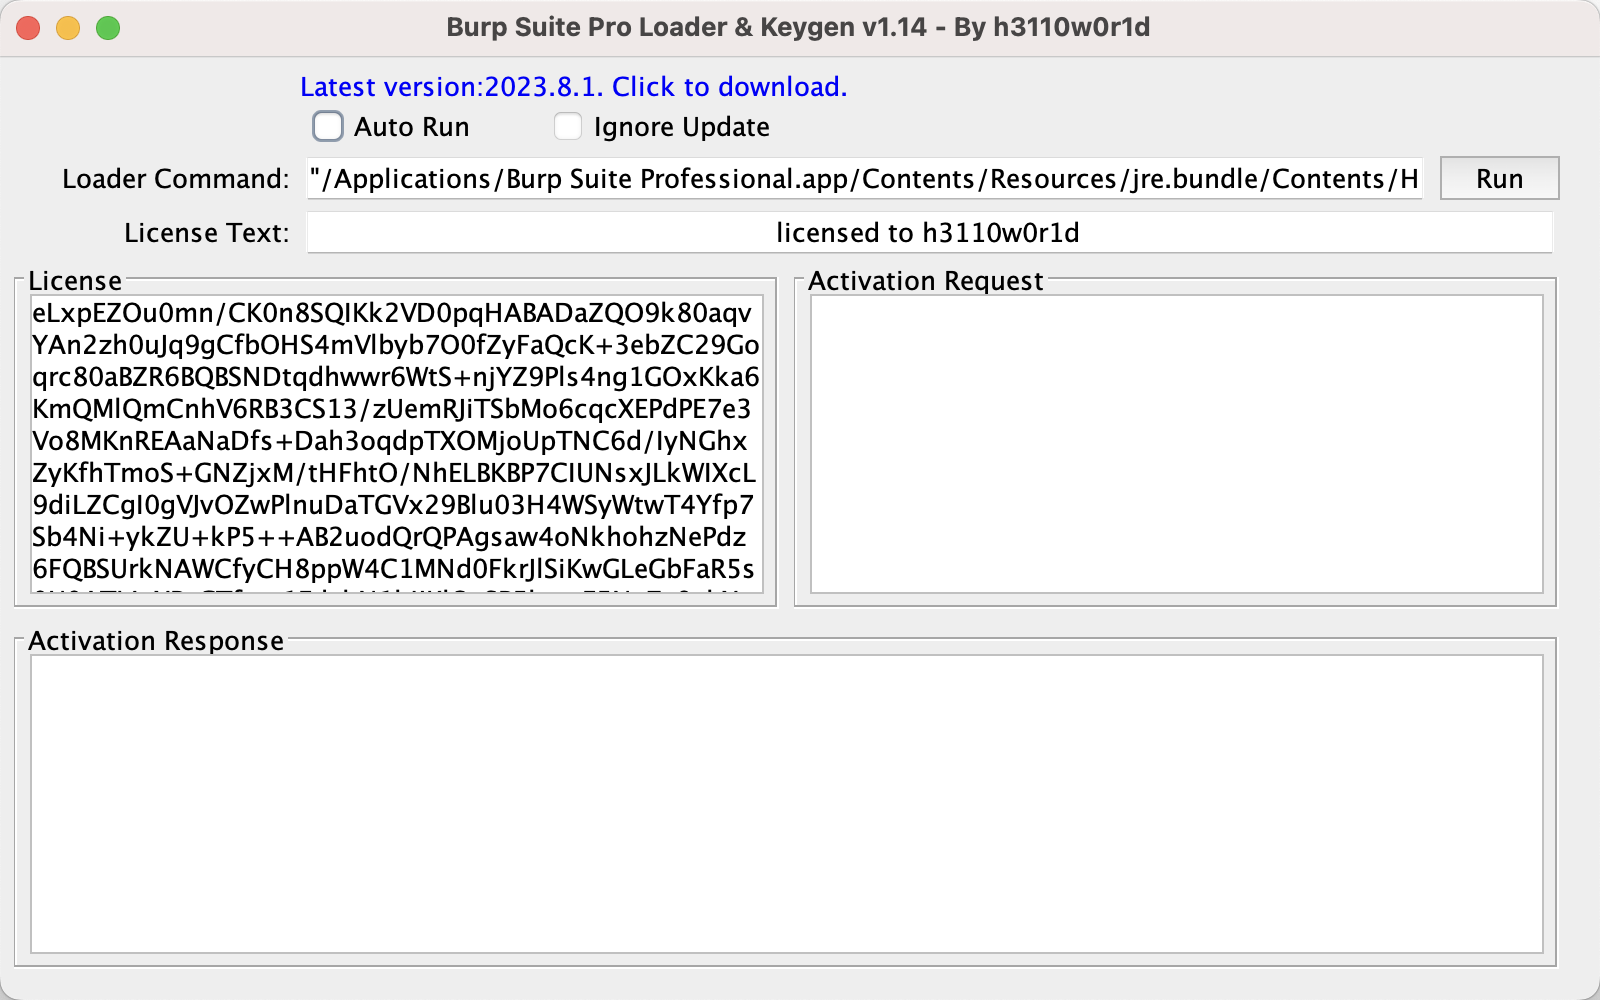 Burp Suite Pro Loader & Keygen v1.14 - By h3110w0r1d
Latest version:2023.8.1. Click to download.
Auto Run Ignore Update
Loader Command: "/Applications/Burp Suite Professional.app/Contents/Resources/jre.bundle/Contents/H Run
License Text: licensed to h3110w0r1d
License Activation Request
eLxpEZOu0mn/CK0n8SQIKk2VD0pqHABADaZQO9k80aqv
YAn2zh0uJq9gCfbOHS4mVlbyb7O0fZyFaQcK+3ebZC29Go
qrc80aBZR6BQBSNDtqdhwwr6WtS+njYZ9Pls4ng1GOxKka6
KmQMlQmCnhV6RB3CS13/zUemRJiTSbMo6cqcXEPdPE7e3
Vo8MKnREAaNaDfs+Dah3oqdpTXOMjoUpTNC6d/IyNGhx
ZyKfhTmoS+GNZjxM/tHFhtO/NhELBKBP7CIUNsxJLkWIXcL
9diLZCgI0gVJvOZwPlnuDaTGVx29Blu03H4WSyWtwT4Yfp7
Sb4Ni+ykZU+kP5++AB2uodQrQPAgsaw4oNkhohzNePdz
6FQBSUrkNAWCfyCH8ppW4C1MNd0FkrJlSiKwGLeGbFaR5s
Activation Response